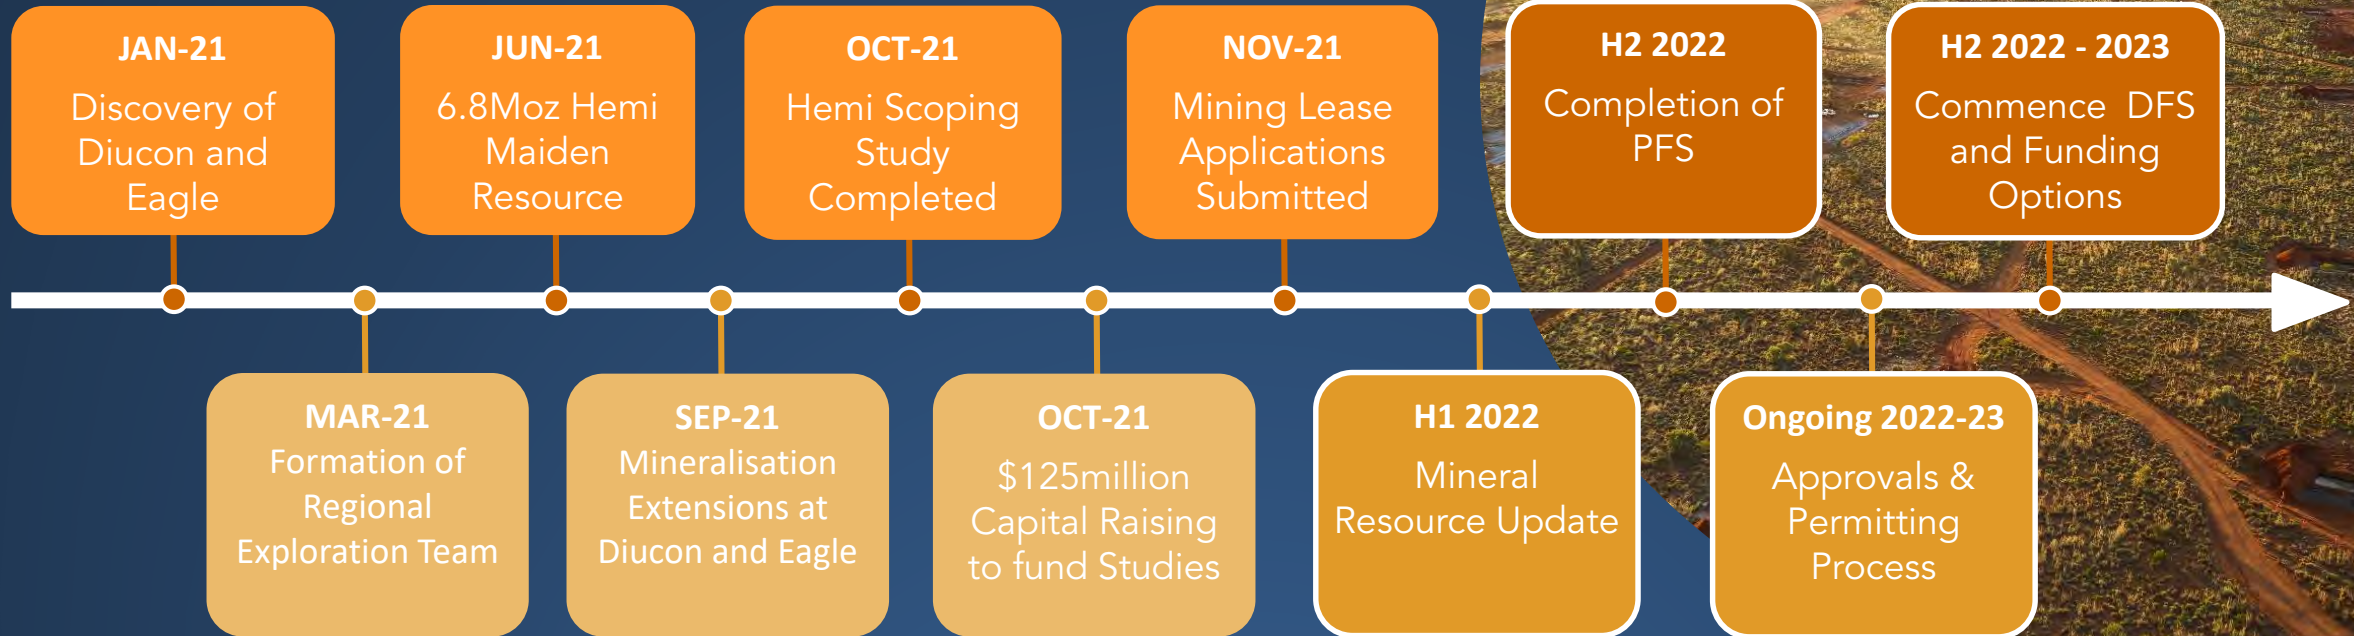 JAN-21
Discovery of
Diucon and
Eagle
JUN-21
6.8Moz Hemi
Maiden
Resource
OCT-21
Hemi Scoping
Study
Completed
NOV-21
Mining Lease
Applications
Submitted
H2 2022
Completion of
PFS
H2 2022 - 2023
Commence DFS
and Funding
Options
MAR-21
Formation of
Regional
Exploration Team
SEP-21
Mineralisation
Extensions at
Diucon and Eagle
OCT-21
$125million
Capital Raising
to fund Studies
H1 2022
Mineral
Resource Update
Ongoing 2022-23
Approvals &
Permitting
Process